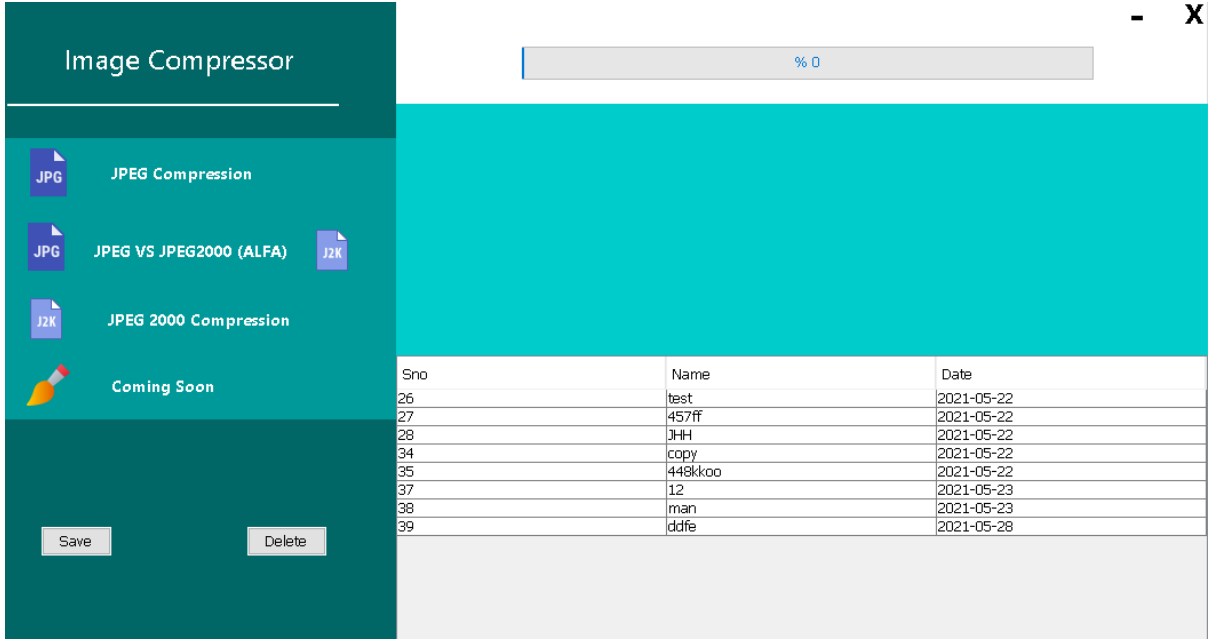 - X
Image Compressor
% 0
JPG JPEG Compression
JPG JPEG VS JPEG2000 (ALFA) J2K
J2K JPEG 2000 Compression
Coming Soon
Save Delete
Sno Name Date
26 test 2021-05-22
27 457ff 2021-05-22
28 JHH 2021-05-22
34 copy 2021-05-22
35 448kkoo 2021-05-22
37 12 2021-05-23
38 man 2021-05-23
39 ddfe 2021-05-28